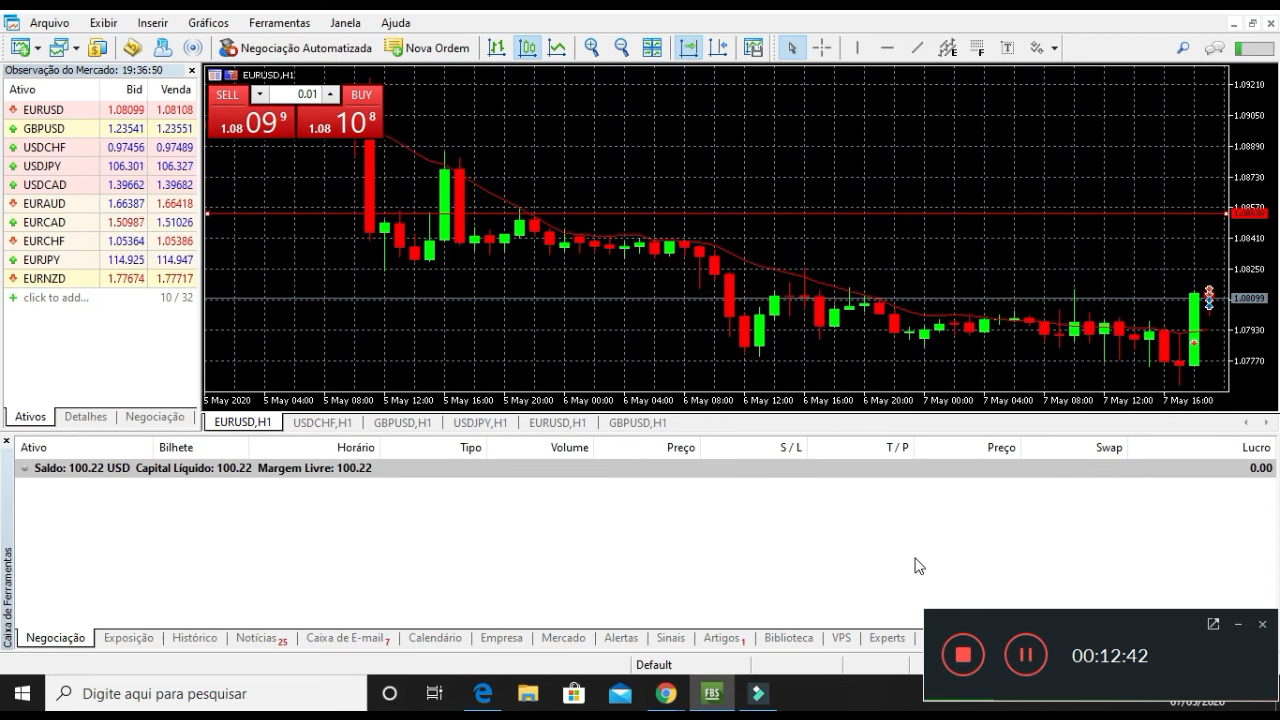 Arquivo Exibir Inserir Gráficos Ferramentas Janela Ajuda
Negociação Automatizada Nova Ordem
Observação do Mercado: 19:36:50
Ativo Bid Venda
EURUSD 1.08099 1.08108
GBPUSD 1.23541 1.23551
USDCHF 0.97456 0.97489
USDJPY 106.301 106.327
USDCAD 1.39662 1.39682
EURAUD 1.66387 1.66418
EURCAD 1.50987 1.51026
EURCHF 1.05364 1.05386
EURJPY 114.925 114.947
EURNZD 1.77674 1.77717
click to add... 10 / 32
Ativos Detalhes Negociação
EURUSD,H1
SELL 0.01 BUY
1.08 09 9 1.08 10 8
1.09210
1.09050
1.08890
1.08730
1.08570
1.08410
1.08250
1.08099
1.07930
1.07770
5 May 2020 5 May 04:00 5 May 08:00 5 May 12:00 5 May 16:00 5 May 20:00 6 May 00:00 6 May 04:00 6 May 08:00 6 May 12:00 6 May 16:00 6 May 20:00 7 May 00:00 7 May 04:00 7 May 08:00 7 May 12:00 7 May 16:00
EURUSD,H1 USDCHF,H1 GBPUSD,H1 USDJPY,H1 EURUSD,H1 GBPUSD,H1
Ativo Bilhete Horário Tipo Volume Preço S / L T / P Preço Swap Lucro
Saldo: 100.22 USD Capital Líquido: 100.22 Margem Livre: 100.22 0.00
Caixa de Ferramentas
Negociação Exposição Histórico Notícias 25 Caixa de E-mail 7 Calendário Empresa Mercado Alertas Sinais Artigos 1 Biblioteca VPS Experts
Default
00:12:42
Digite aqui para pesquisar
FBS